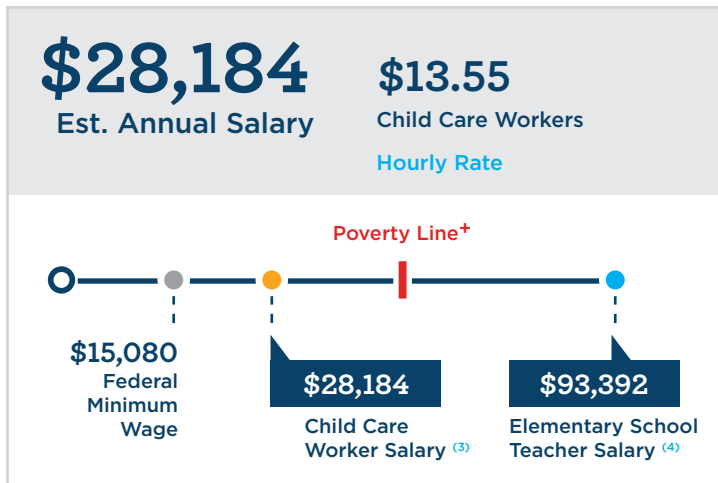 $28,184
Est. Annual Salary
$13.55
Child Care Workers
Hourly Rate
Poverty Line+
$15,080
Federal
Minimum
Wage
$28,184
Child Care
Worker Salary (3)
$93,392
Elementary School
Teacher Salary (4)